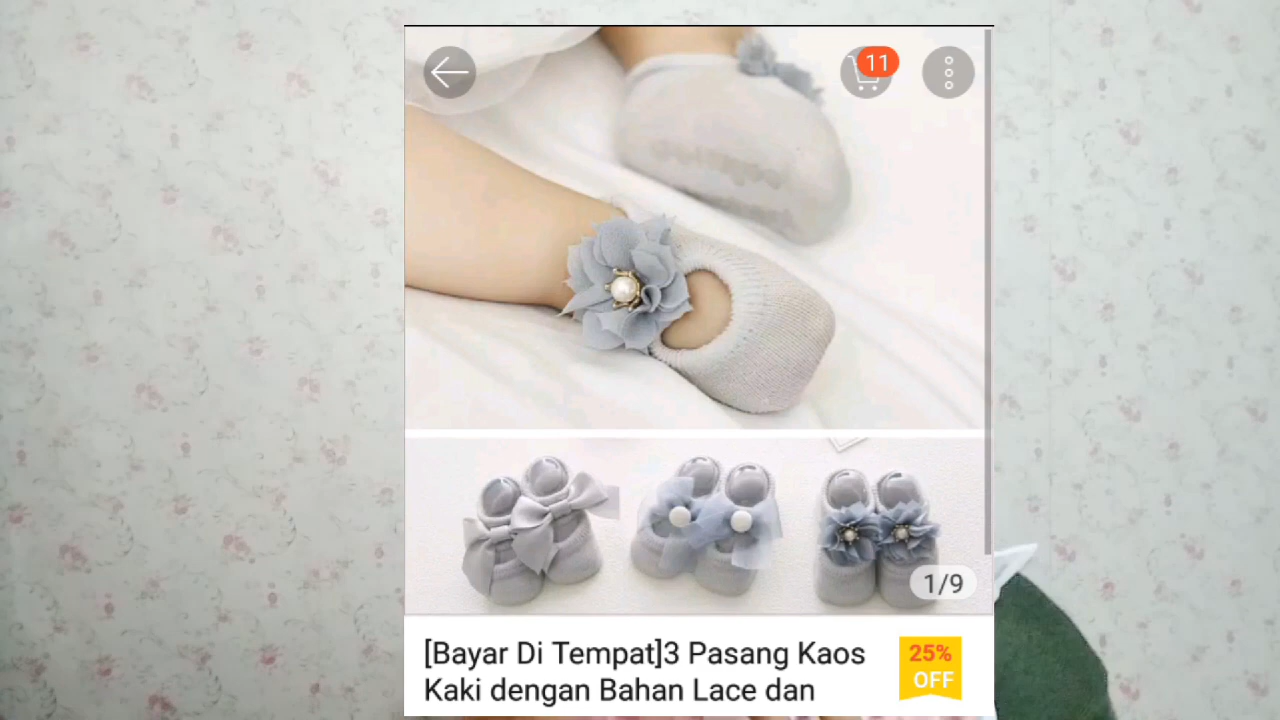 11
1/9
[Bayar Di Tempat]3 Pasang Kaos
Kaki dengan Bahan Lace dan
25%
OFF